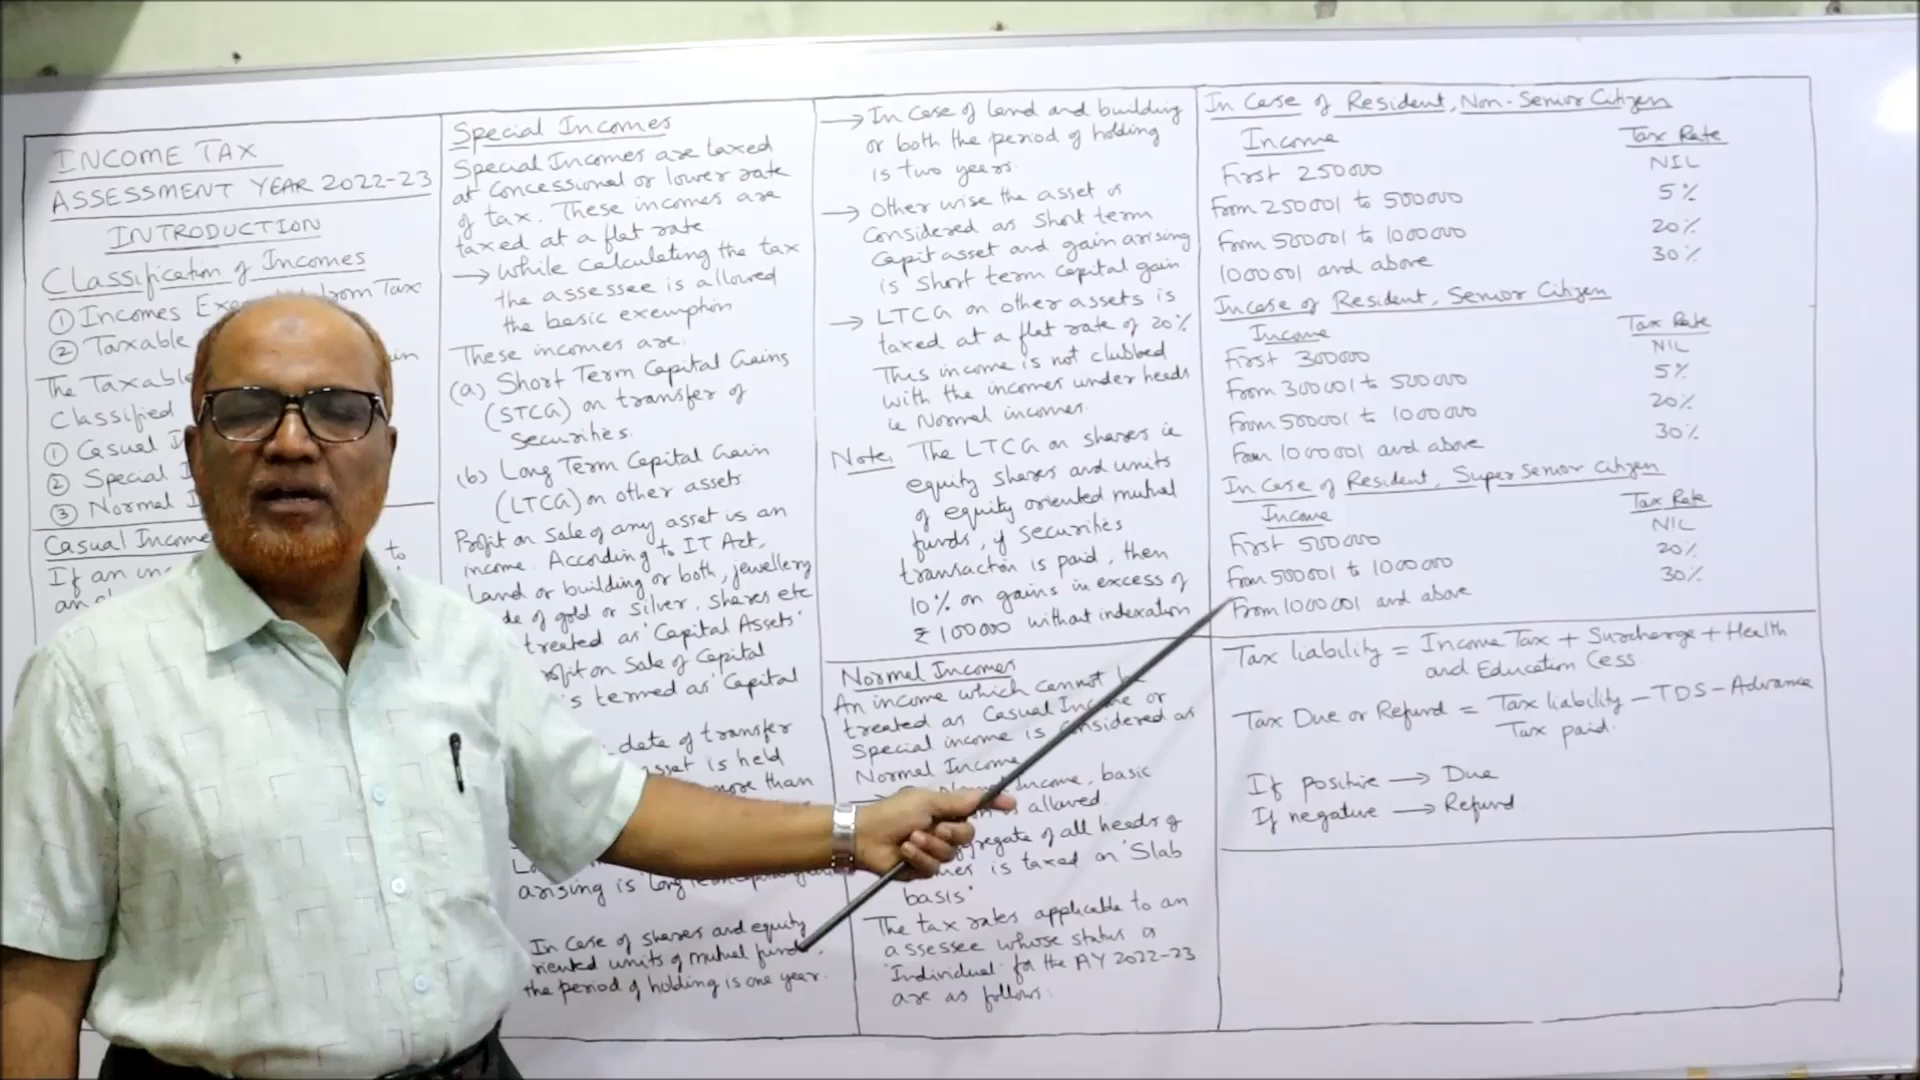 INCOME TAX
ASSESSMENT YEAR 2022-23
INTRODUCTION
Classification of Incomes
① Incomes from Tax
② Taxable
The Taxable
Classified
① Casual
② Special
③ Normal
Casual Income
If an to
Special Incomes
Special Incomes are taxed
at concessional or lower rate
of tax. These incomes are
taxed at a flat rate.
→ While calculating the tax
the assessee is allowed
the basic exemption
These incomes are:
(a) Short Term Capital Gains
(STCG) on transfer of
Securities.
(b) Long Term Capital Gain
(LTCG) on other assets.
Profit on Sale of any asset is an
income. According to IT Act,
Land or building or both, jewellery
of gold or silver, shares etc
treated as 'Capital Assets'
on Sale of Capital
termed as 'Capital
date of transfer
is held
more than
arising is
In Case of shares and equity
units of mutual funds,
the period of holding is one year.
→ In Case of land and building
or both the period of holding
is two years.
→ Other wise the asset is
Considered as Short term
Capit asset and gain arising
is Short term capital gain
→ LTCG on other assets is
taxed at a flat rate of 20%
This income is not clubbed
with the incomes under heads
ie Normal incomes.
Note: The LTCG on shares ie
equity shares and units
of equity oriented mutual
funds, if securities
transaction is paid, then
10% on gains in excess of
₹ 100000 without indexation
Normal Incomes
An income which cannot be
treated as Casual Income or
Special income is considered as
Normal Income
Income, basic
allowed.
of all heads of
is taxed on 'Slab
basis'
The tax rates applicable to an
assessee whose status is
'Individual' for the AY 2022-23
are as follows:
In Case of Resident, Non-Senior Citizen
Income Tax Rate
First 250000 NIL
From 250001 to 500000 5%
From 500001 to 1000000 20%
1000001 and above 30%
Incase of Resident, Senior Citizen
Income Tax Rate
First 300000 NIL
From 300001 to 500000 5%
From 500001 to 1000000 20%
From 1000001 and above 30%
In Case of Resident, Super Senior Citizen
Income Tax Rate
First 500000 NIL
From 500001 to 1000000 20%
From 1000001 and above 30%
Tax liability = Income Tax + Surcharge + Health
and Education Cess
Tax Due or Refund = Tax liability – TDS – Advance
Tax paid.
If positive → Due
If negative → Refund